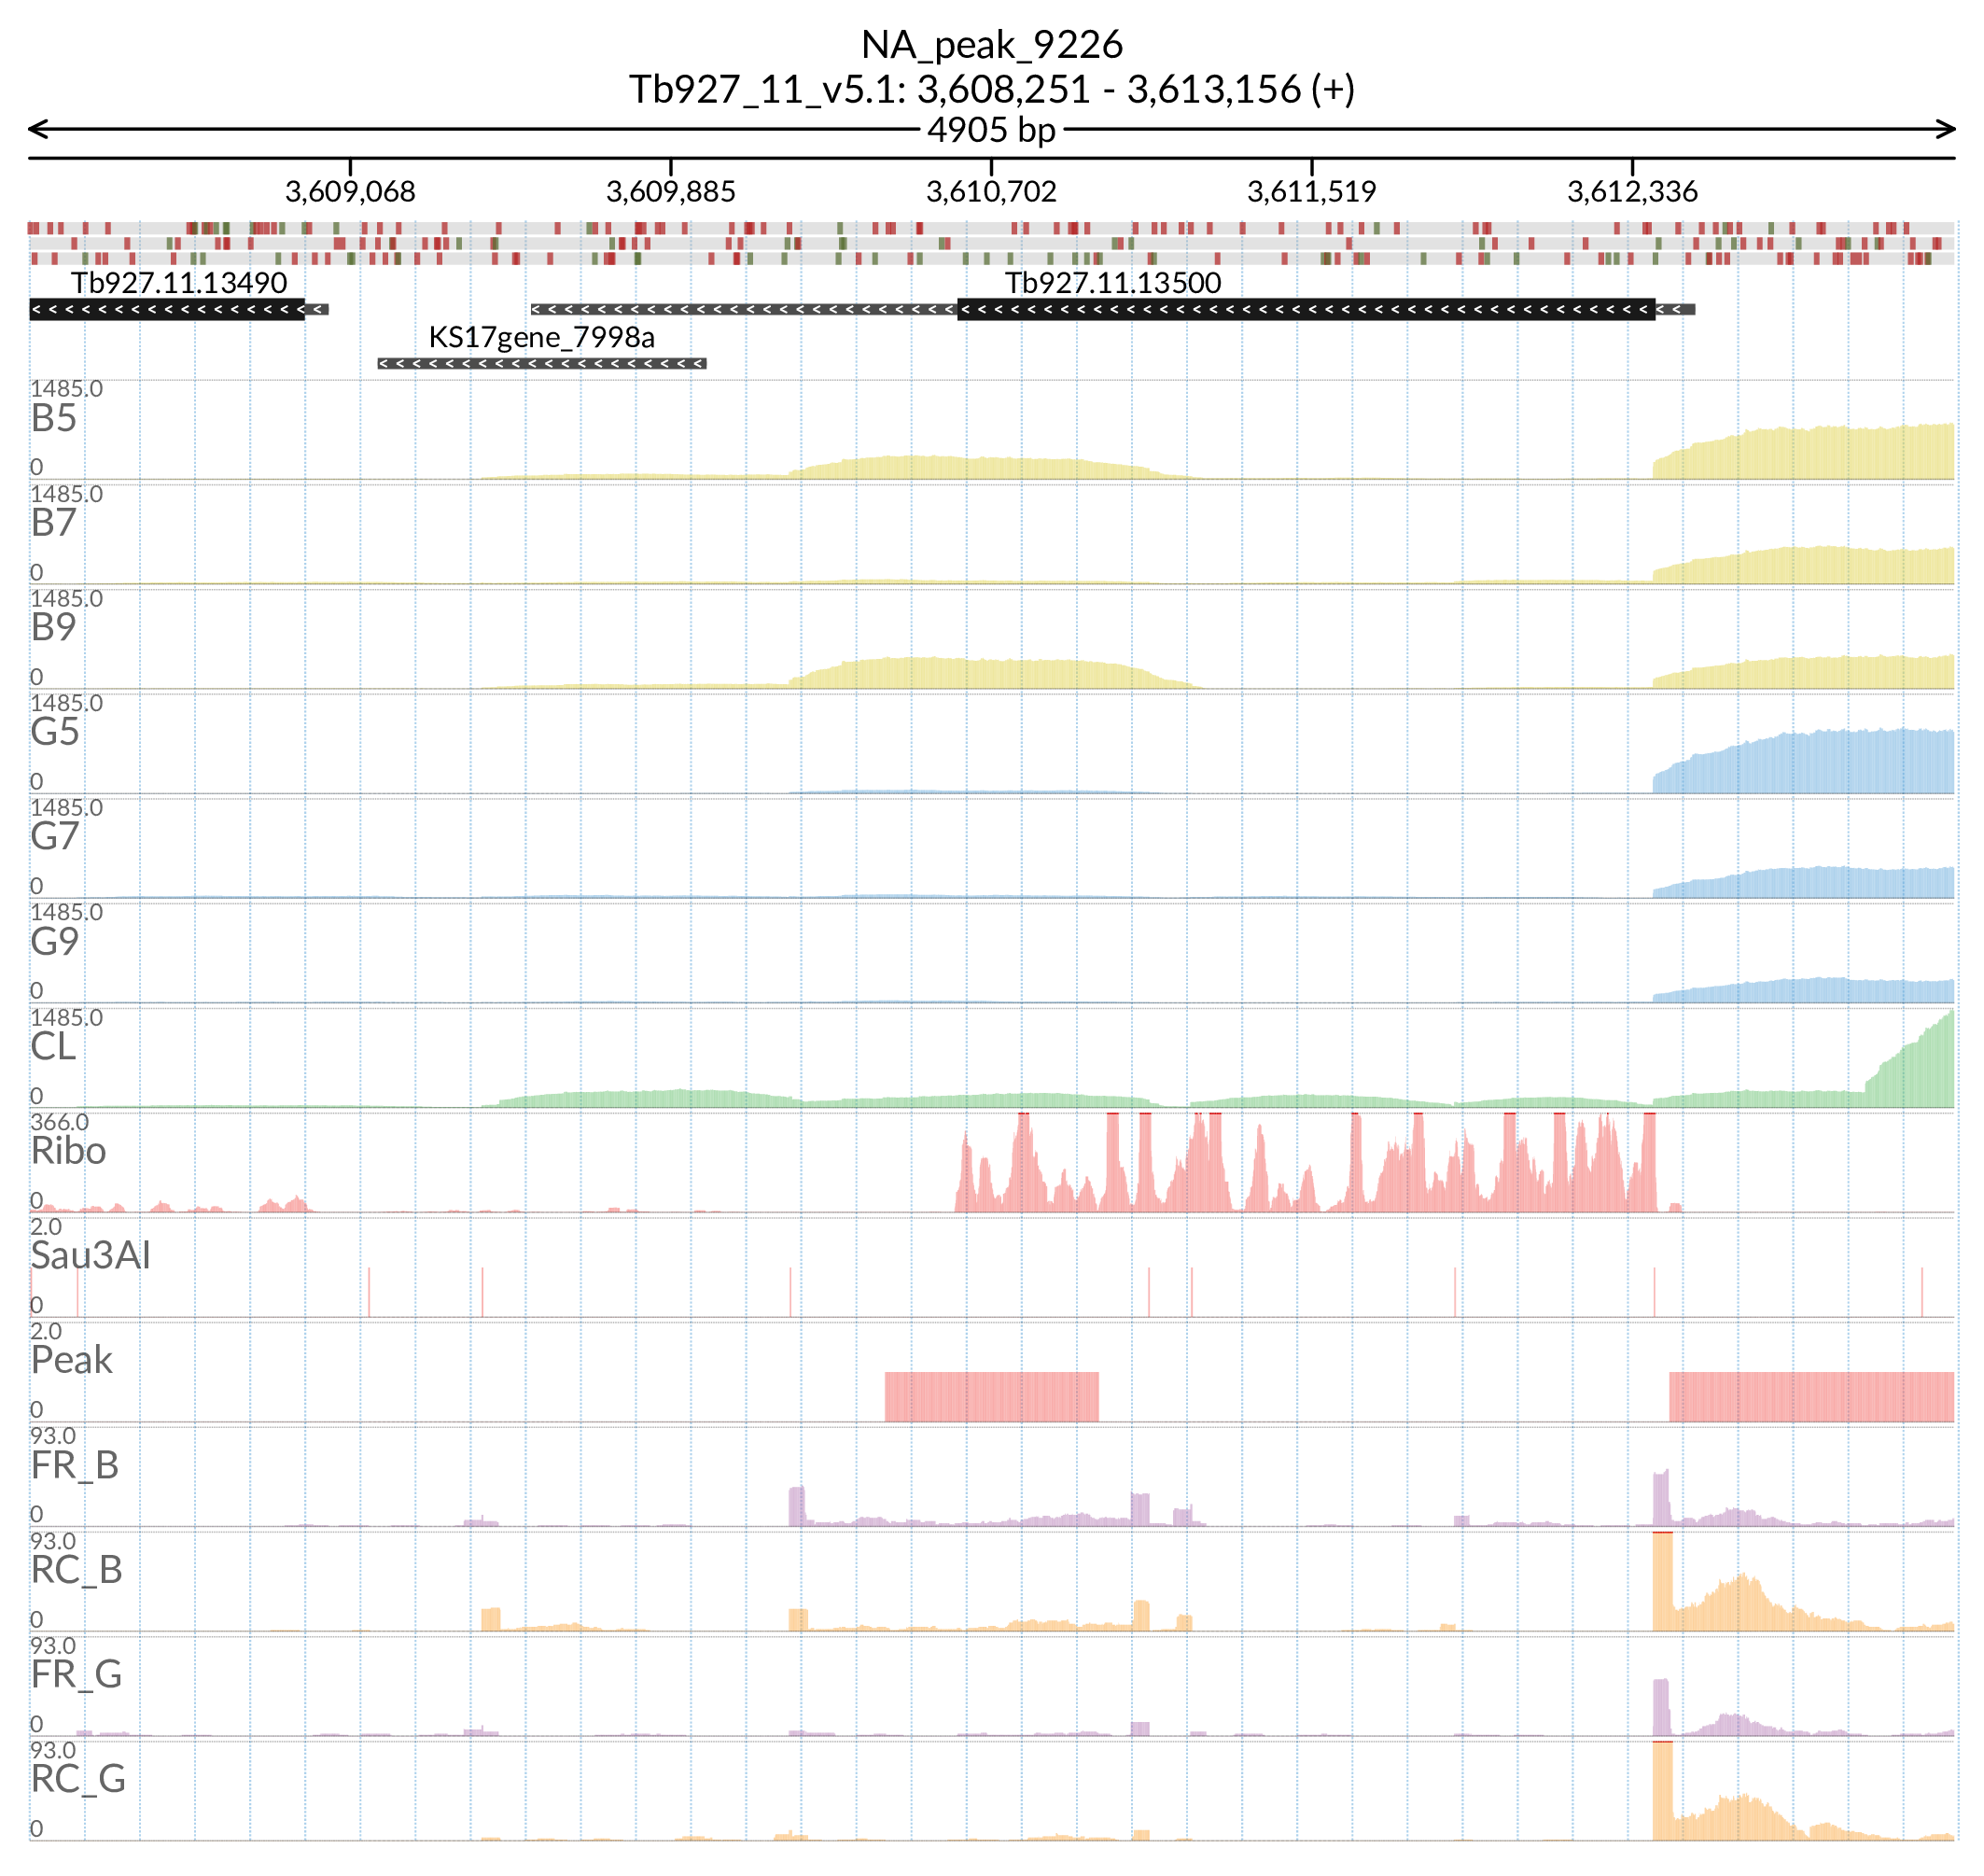 NA_peak_9226
Tb927_11_v5.1: 3,608,251 - 3,613,156 (+)
4905 bp
3,609,068 3,609,885 3,610,702 3,611,519 3,612,336
Tb927.11.13490 Tb927.11.13500
KS17gene_7998a
1485.0
B5
0
1485.0
B7
0
1485.0
B9
0
1485.0
G5
0
1485.0
G7
0
1485.0
G9
0
1485.0
CL
0
366.0
Ribo
0
2.0
Sau3AI
0
2.0
Peak
0
93.0
FR_B
0
93.0
RC_B
0
93.0
FR_G
0
93.0
RC_G
0